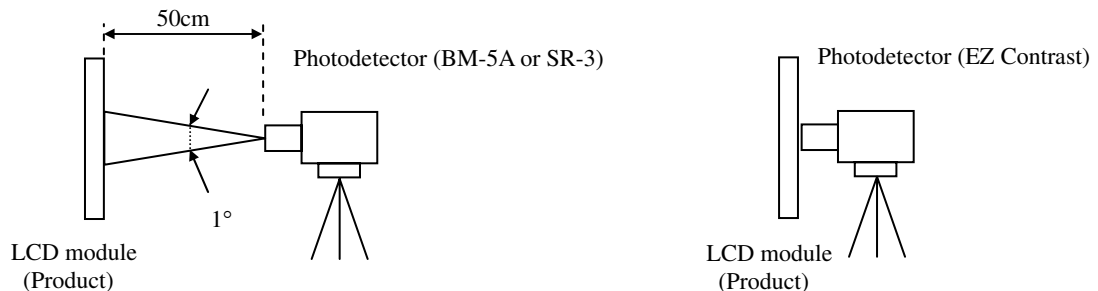 50cm
Photodetector (BM-5A or SR-3)
1°
LCD module
(Product)
Photodetector (EZ Contrast)
LCD module
(Product)